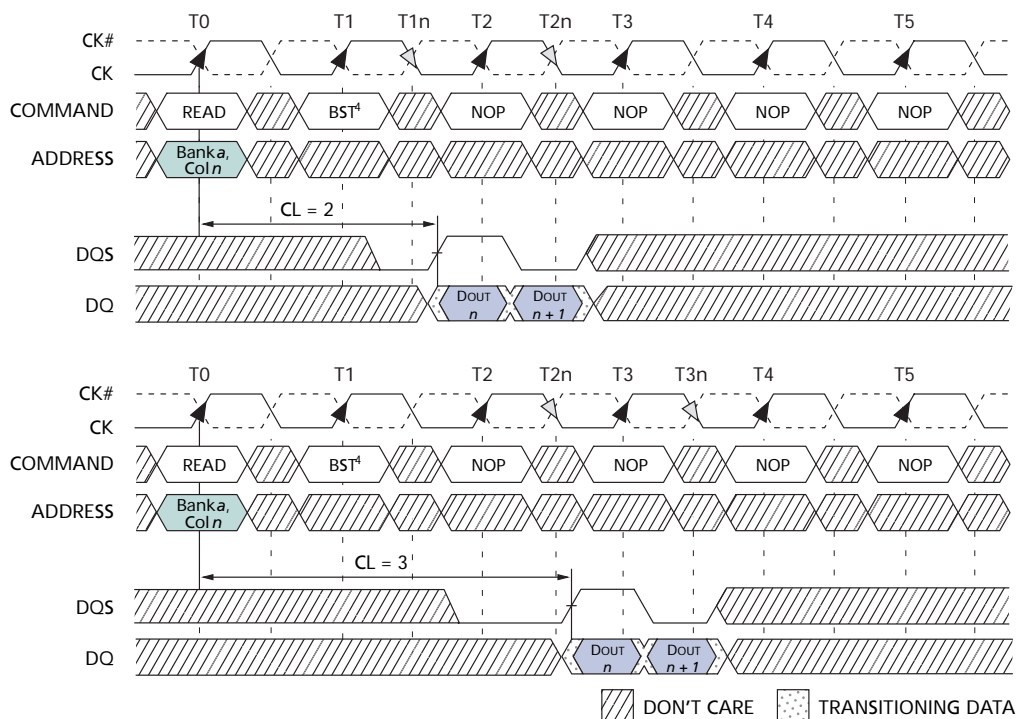 T0 T1 T1n T2 T2n T3 T4 T5
CK#
CK
COMMAND READ BST4 NOP NOP NOP NOP
ADDRESS Bank a,
Col n
CL = 2
DQS
DQ DOUT DOUT
n n + 1
T0 T1 T2 T2n T3 T3n T4 T5
CK#
CK
COMMAND READ BST4 NOP NOP NOP NOP
ADDRESS Bank a,
Col n
CL = 3
DQS
DQ DOUT DOUT
n n + 1
DON'T CARE TRANSITIONING DATA